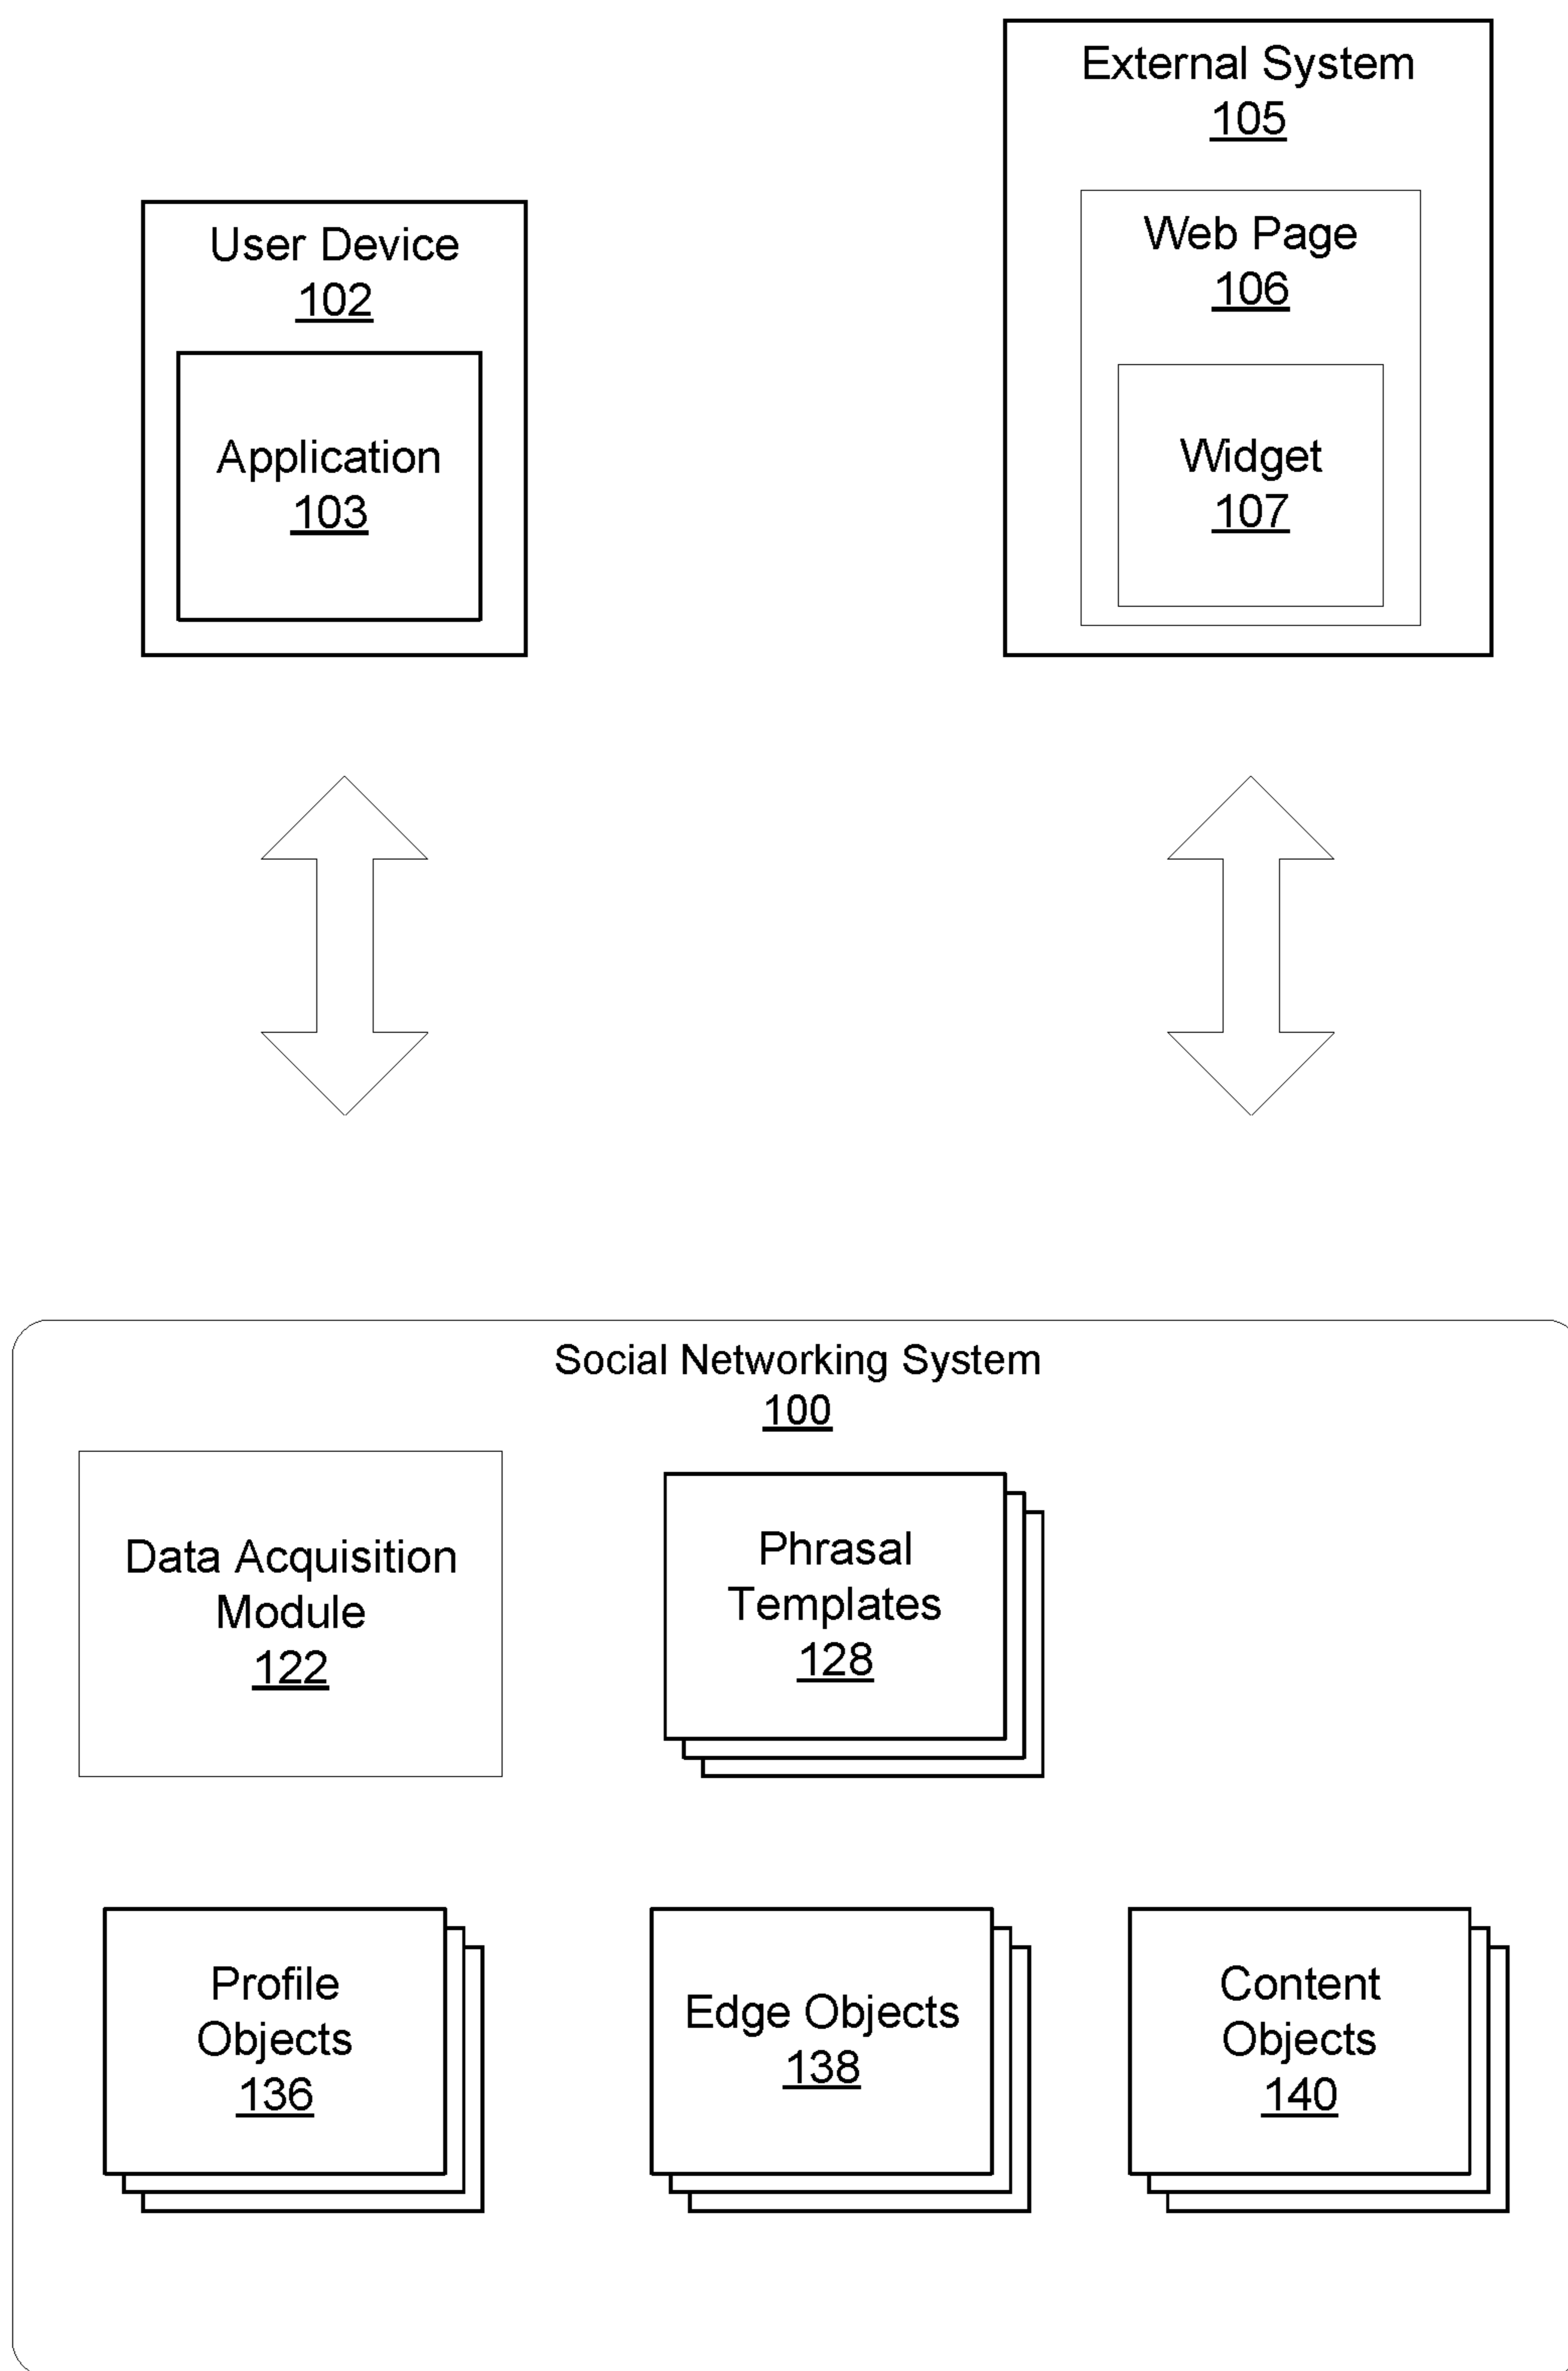 External System
105
User Device
102
Web Page
106
Application
103
Widget
107
Social Networking System
100
Data Acquisition
Module
122
Phrasal
Templates
128
Profile
Objects
136
Edge Objects
138
Content
Objects
140